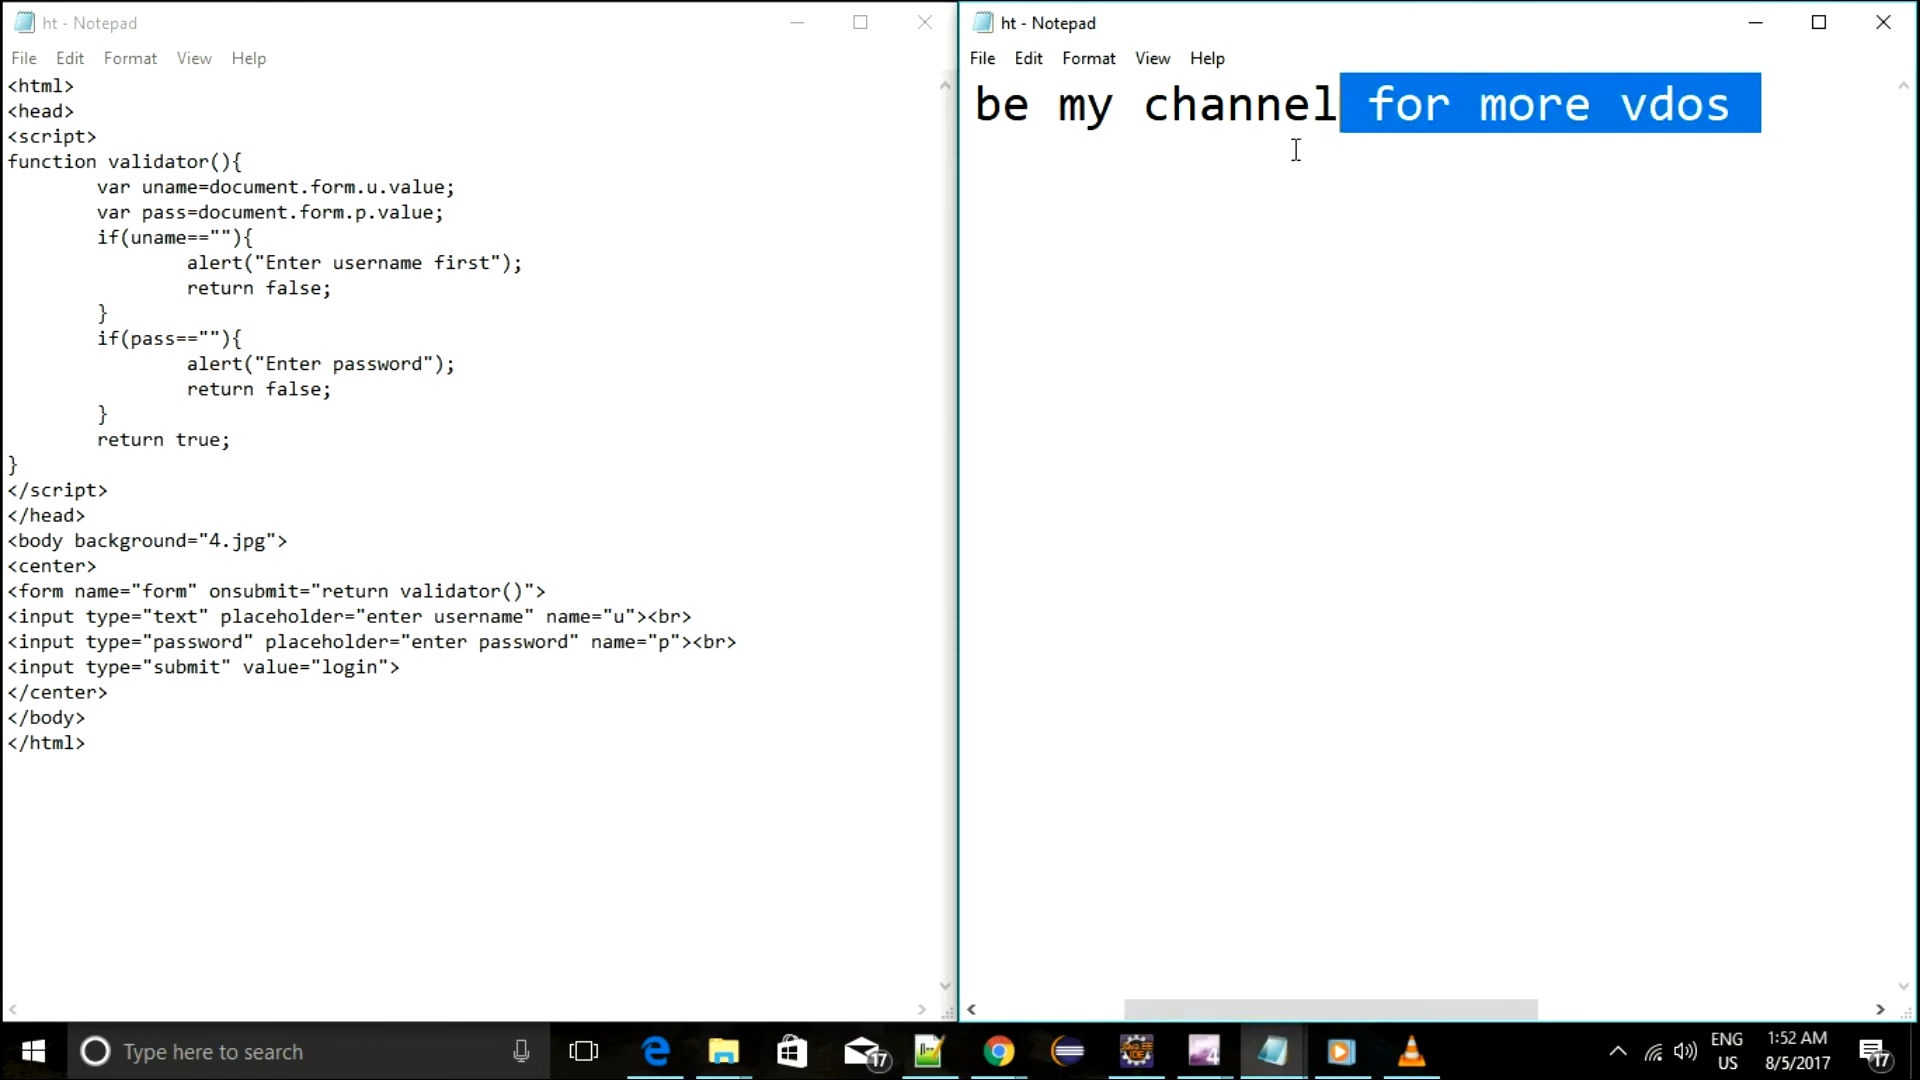 ht - Notepad
File Edit Format View Help
<html>
<head>
<script>
function validator(){
var uname=document.form.u.value;
var pass=document.form.p.value;
if(uname==""){
alert("Enter username first");
return false;
}
if(pass==""){
alert("Enter password");
return false;
}
return true;
}
</script>
</head>
<body background="4.jpg">
<center>
<form name="form" onsubmit="return validator()">
<input type="text" placeholder="enter username" name="u"><br>
<input type="password" placeholder="enter password" name="p"><br>
<input type="submit" value="login">
</center>
</body>
</html>
ht - Notepad
File Edit Format View Help
be my channel for more vdos
Type here to search
17
4
ENG
US
1:52 AM
8/5/2017
17